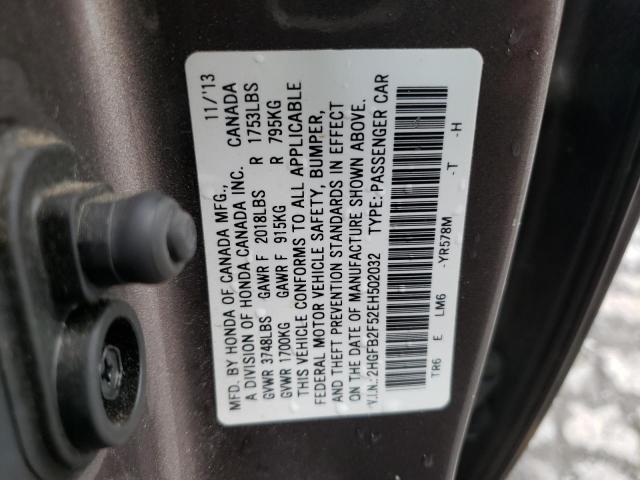 MFD. BY HONDA OF CANADA MFG., 11/'13
A DIVISION OF HONDA CANADA INC. CANADA
GVWR 3748LBS GAWR F 2018LBS R 1753LBS
GVWR 1700KG GAWR F 915KG R 795KG
THIS VEHICLE CONFORMS TO ALL APPLICABLE
FEDERAL MOTOR VEHICLE SAFETY, BUMPER,
AND THEFT PREVENTION STANDARDS IN EFFECT
ON THE DATE OF MANUFACTURE SHOWN ABOVE.
V.I.N.: 2HGFB2F52EH502032 TYPE: PASSENGER CAR
TR6 E LM6 -YR578M -T -H